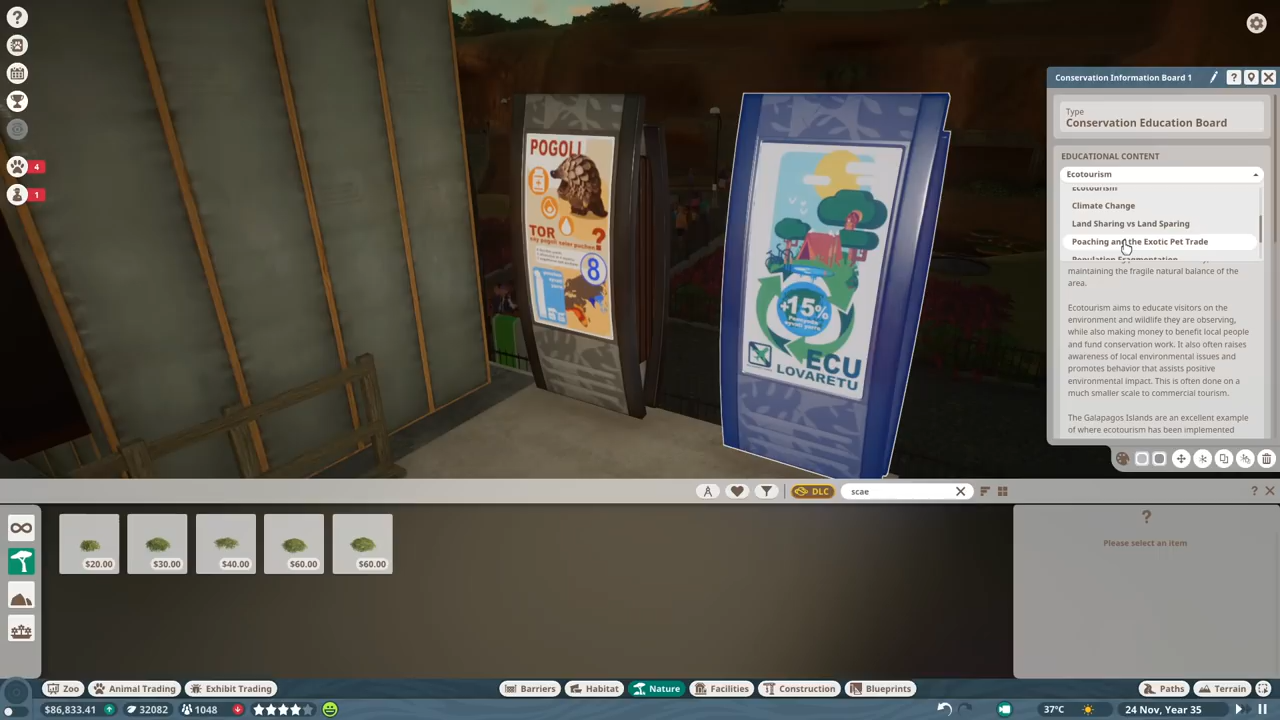 Conservation Information Board 1
?
Type
Conservation Education Board
EDUCATIONAL CONTENT
Ecotourism
Ecotourism
Climate Change
Land Sharing vs Land Sparing
Poaching and the Exotic Pet Trade
Population Fragmentation
maintaining the fragile natural balance of the
area.
Ecotourism aims to educate visitors on the
environment and wildlife they are observing,
while also making money to benefit local people
and fund conservation work. It also often raises
awareness of local environmental issues and
promotes behavior that assists positive
environmental impact. This is often done on a
much smaller scale to commercial tourism.
The Galapagos Islands are an excellent example
of where ecotourism has been implemented
?
4
1
POGOLI
TOR
?
8
+15%
ECU
LOVARETU
DLC
scae
?
$20.00
$30.00
$40.00
$60.00
$60.00
?
Please select an item
Zoo
Animal Trading
Exhibit Trading
Barriers
Habitat
Nature
Facilities
Construction
Blueprints
Paths
Terrain
$86,833.41
32082
1048
37°C
24 Nov, Year 35